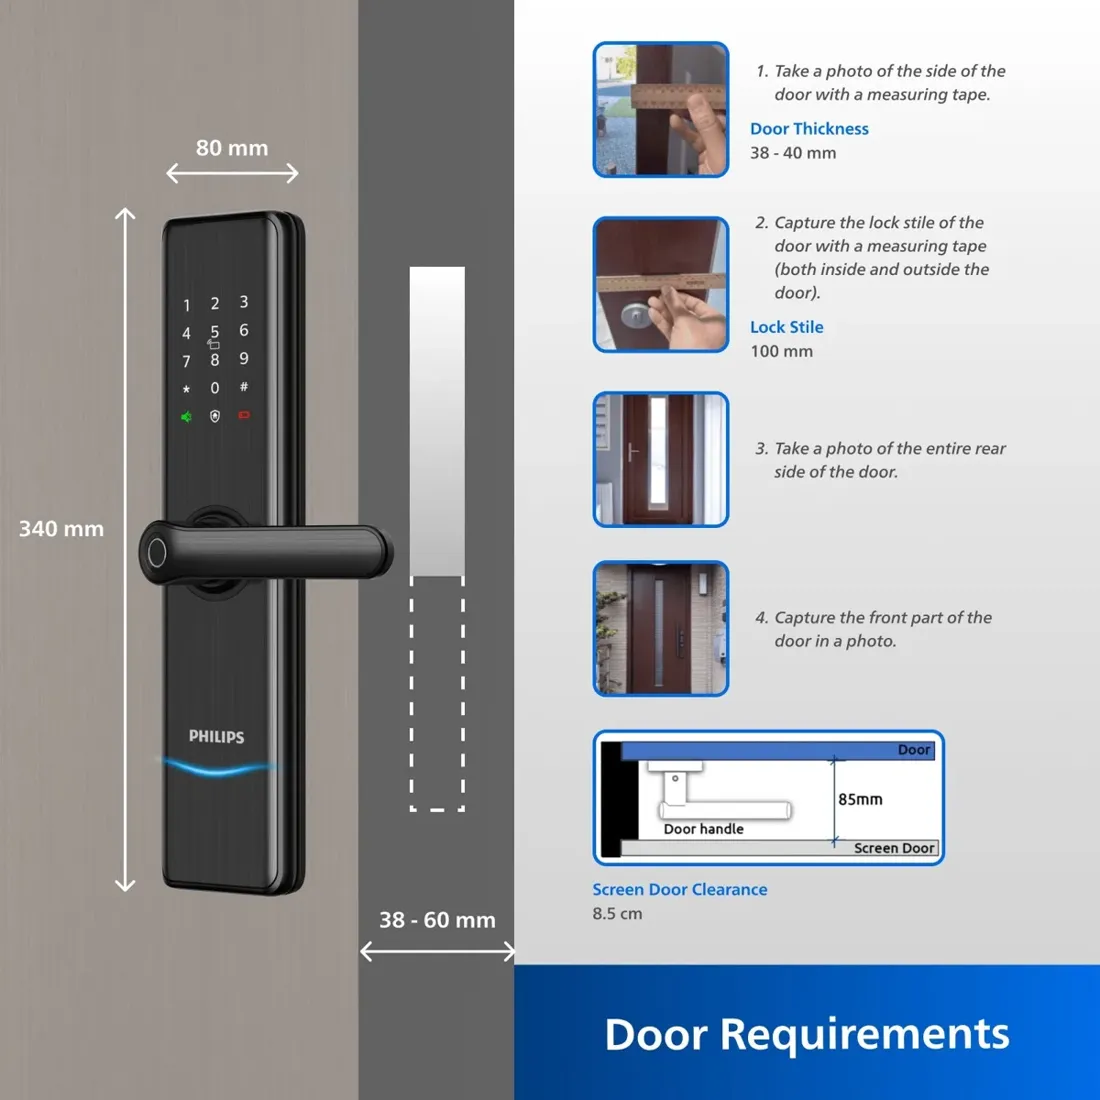 80 mm
340 mm
1 2 3
4 5 6
7 8 9
* 0 #
PHILIPS
38 - 60 mm
1. Take a photo of the side of the
door with a measuring tape.
Door Thickness
38 - 40 mm
2. Capture the lock stile of the
door with a measuring tape
(both inside and outside the
door).
Lock Stile
100 mm
3. Take a photo of the entire rear
side of the door.
4. Capture the front part of the
door in a photo.
Door
85mm
Door handle
Screen Door
Screen Door Clearance
8.5 cm
Door Requirements